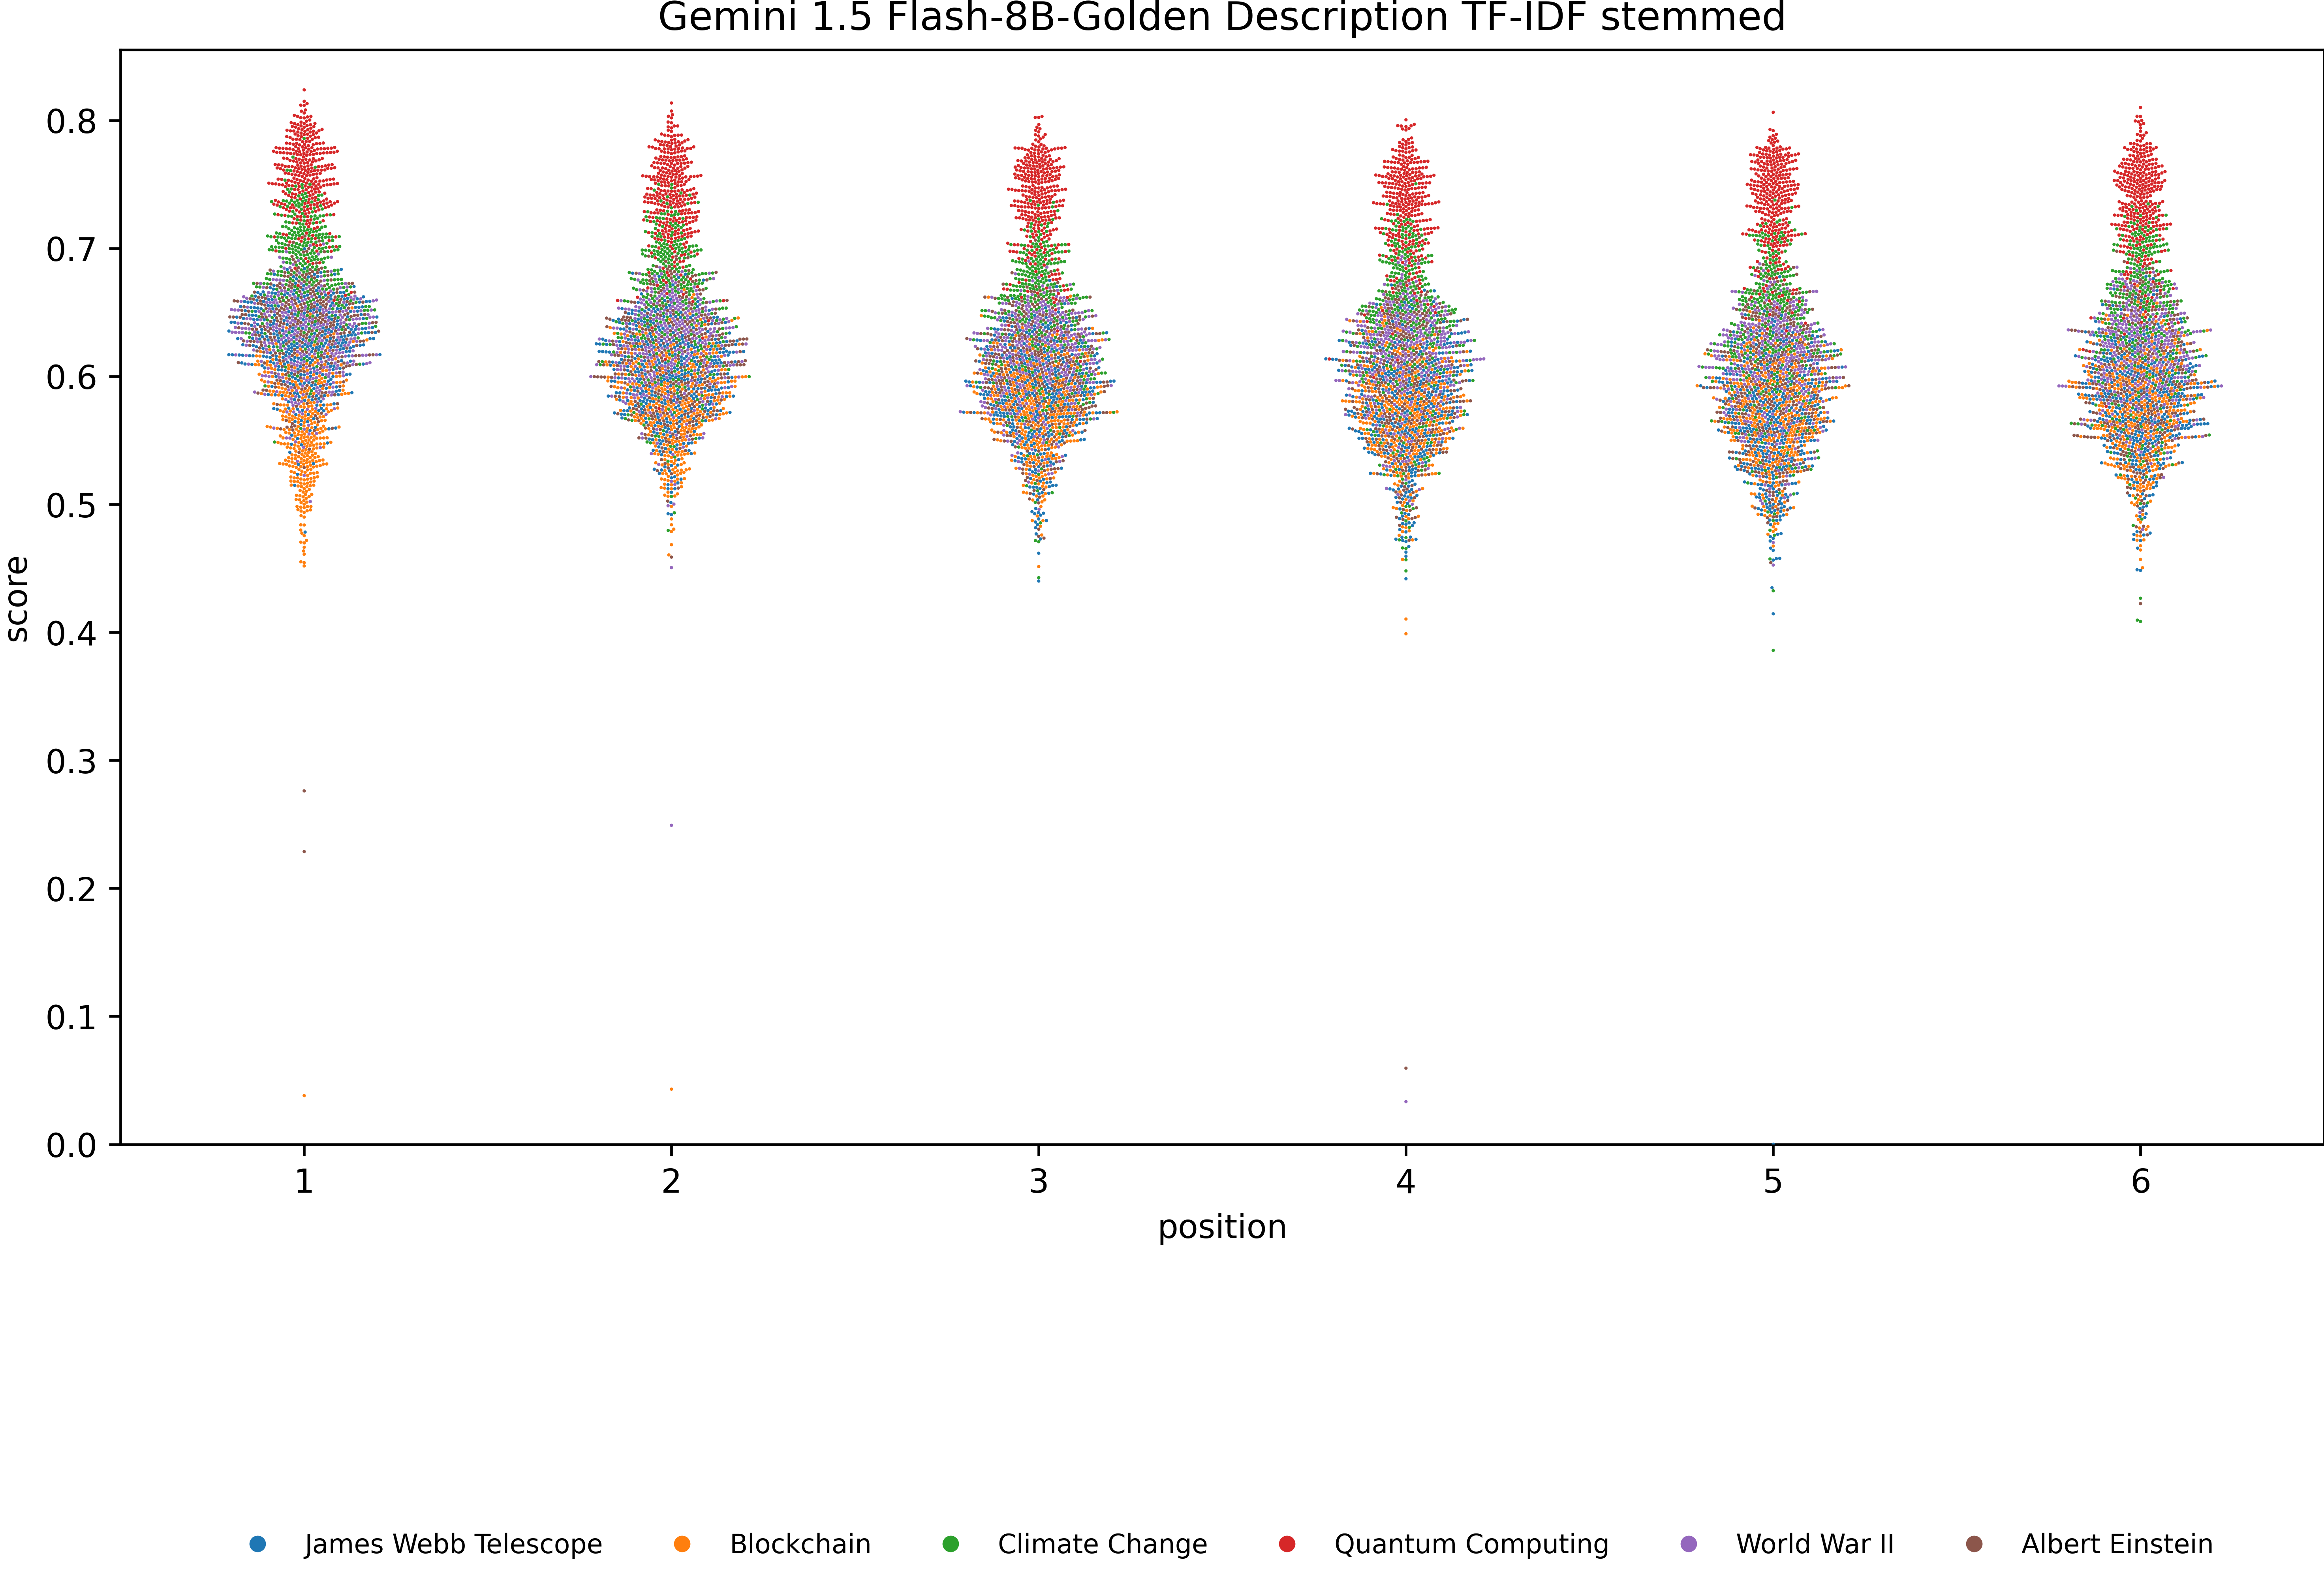 Gemini 1.5 Flash-8B-Golden Description TF-IDF stemmed
score
0.8
0.7
0.6
0.5
0.4
0.3
0.2
0.1
0.0
1 2 3 4 5 6
position
James Webb Telescope Blockchain Climate Change Quantum Computing World War II Albert Einstein